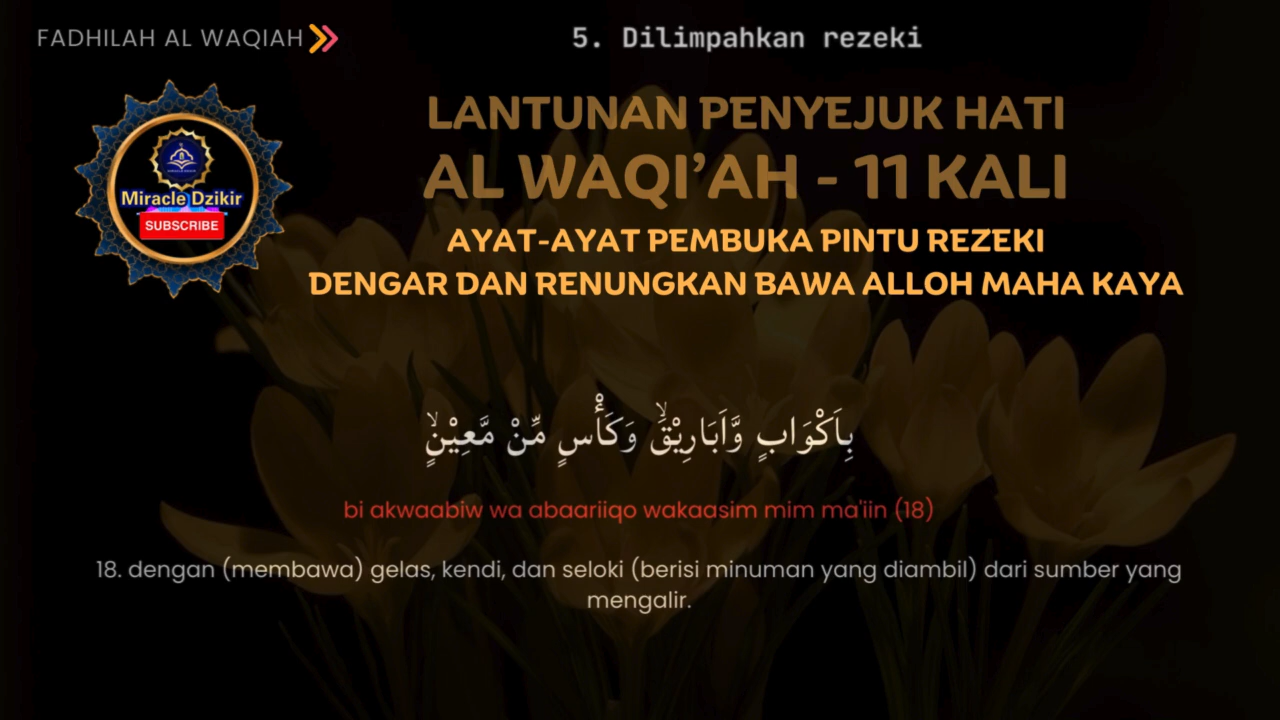 FADHILAH AL WAQIAH
5. Dilimpahkan rezeki
LANTUNAN PENYEJUK HATI
AL WAQI’AH - 11 KALI
AYAT-AYAT PEMBUKA PINTU REZEKI
DENGAR DAN RENUNGKAN BAWA ALLOH MAHA KAYA
Miracle Dzikir
SUBSCRIBE
بِاَكْوَابٍ وَّاَبَارِيْقَۙ وَكَأْسٍ مِّنْ مَّعِيْنٍۙ
bi akwaabiw wa abaariiqo wakaasim mim ma'iin (18)
18. dengan (membawa) gelas, kendi, dan seloki (berisi minuman yang diambil) dari sumber yang
mengalir.